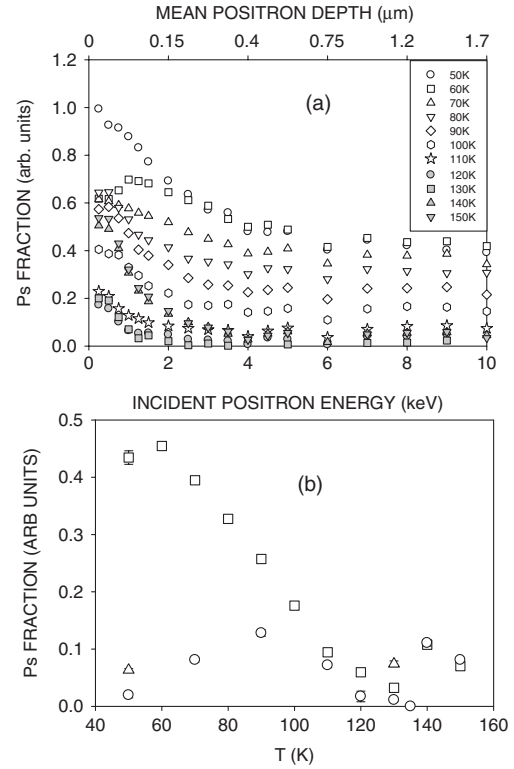 MEAN POSITRON DEPTH (μm)
0 0.15 0.4 0.75 1.2 1.7
1.2
1.0
0.8
0.6
0.4
0.2
0.0
Ps FRACTION (arb. units)
(a)
50K
60K
70K
80K
90K
100K
110K
120K
130K
140K
150K
0 2 4 6 8 10
INCIDENT POSITRON ENERGY (keV)
0.5
0.4
0.3
0.2
0.1
0.0
Ps FRACTION (ARB UNITS)
(b)
40 60 80 100 120 140 160
T (K)